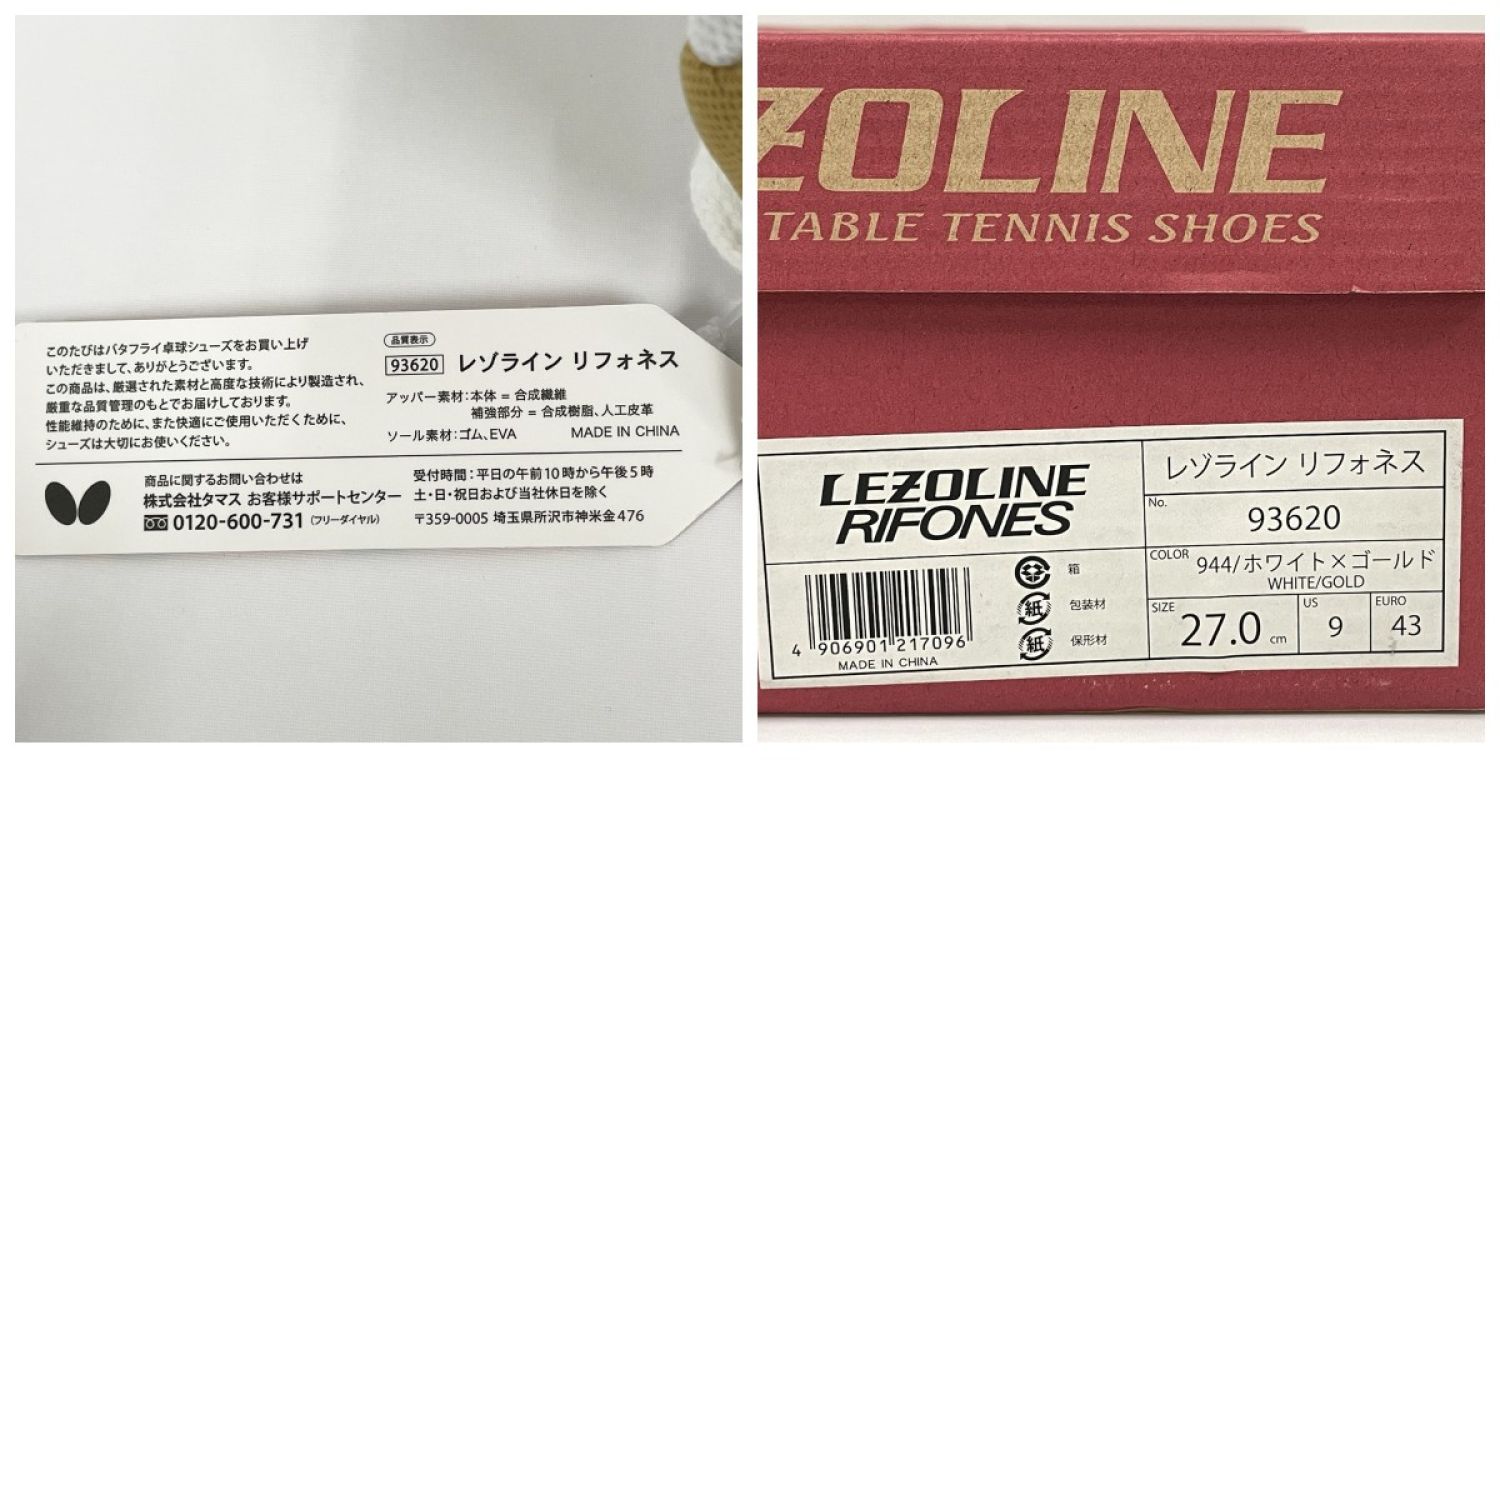 このたびはバタフライ卓球シューズをお買い上げ
いただきまして、ありがとうございます。
この商品は、厳選された素材と高度な技術により製造され、
厳重な品質管理のもとでお届けしております。
性能維持のために、また快適にご使用いただくために、
シューズは大切にお使いください。
品質表示
93620 レゾライン リフォネス
アッパー素材:本体 = 合成繊維
補強部分 = 合成樹脂、人工皮革
ソール素材:ゴム、EVA MADE IN CHINA
商品に関するお問い合わせは
株式会社タマス お客様サポートセンター
0120-600-731 (フリーダイヤル)
受付時間:平日の午前10時から午後5時
土・日・祝日および当社休日を除く
〒359-0005 埼玉県所沢市神米金476
ZOLINE
TABLE TENNIS SHOES
LEZOLINE
RIFONES
レゾライン リフォネス
No. 93620
COLOR 944/ホワイト×ゴールド
WHITE/GOLD
SIZE 27.0 cm
US 9
EURO 43
箱
紙 包装材
紙 保形材
4 906901 217096
MADE IN CHINA